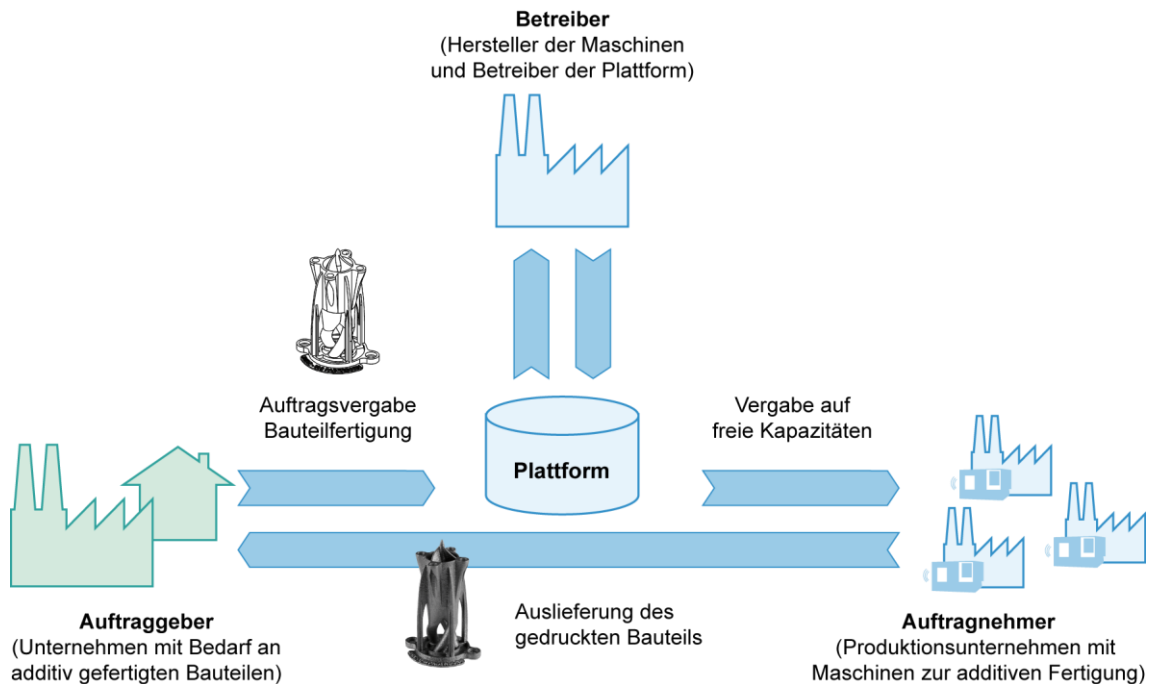 Betreiber
(Hersteller der Maschinen
und Betreiber der Plattform)
Auftragsvergabe
Bauteilfertigung
Vergabe auf
freie Kapazitäten
Plattform
Auftraggeber
(Unternehmen mit Bedarf an
additiv gefertigten Bauteilen)
Auslieferung des
gedruckten Bauteils
Auftragnehmer
(Produktionsunternehmen mit
Maschinen zur additiven Fertigung)